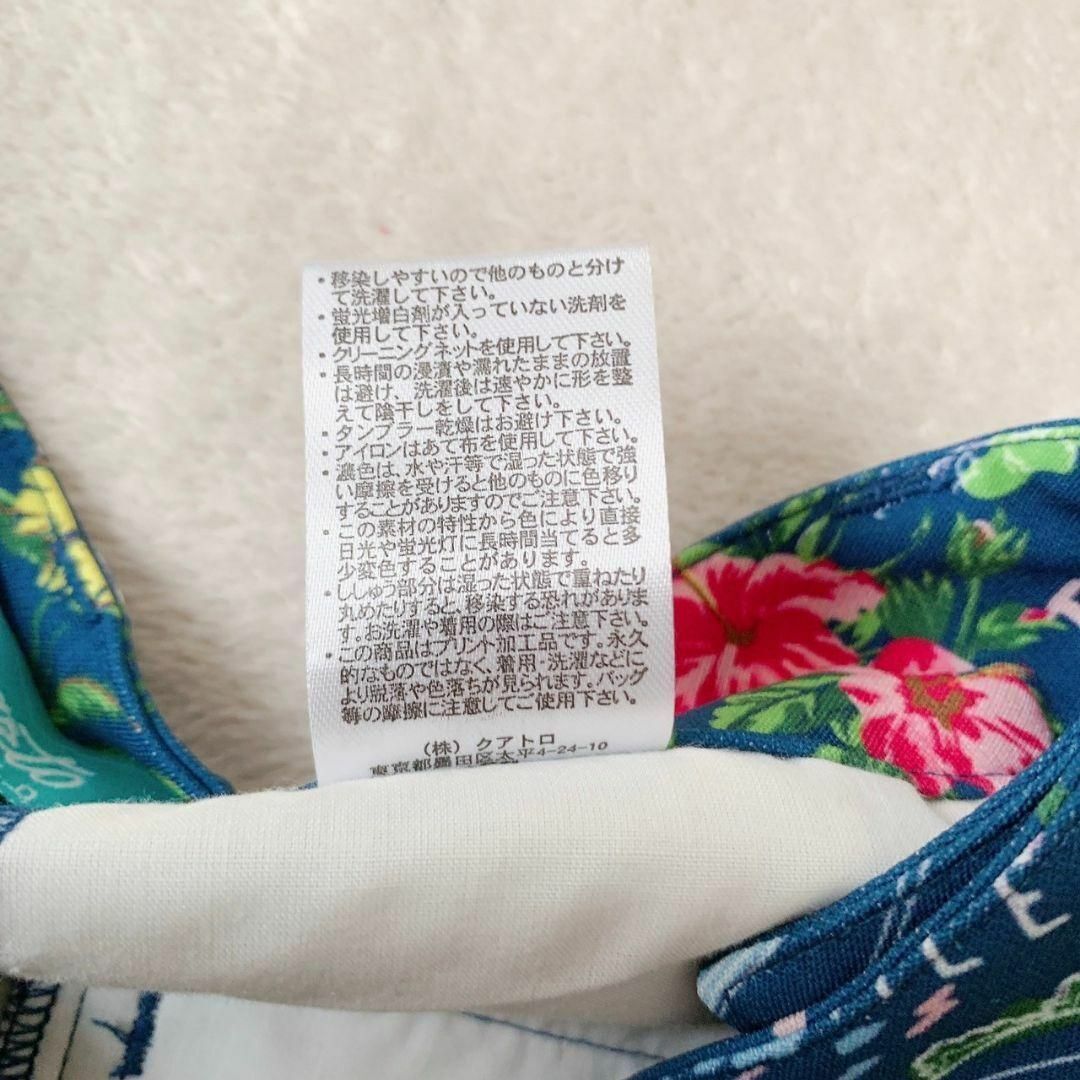 ・移染しやすいので他のものと分け
て洗濯して下さい。
・蛍光増白剤が入っていない洗剤を
使用して下さい。
・クリーニングネットを使用して下さい。
・長時間の浸漬や濡れたままの放置
は避け、洗濯後は速やかに形を整
えて陰干しをして下さい。
・タンブラー乾燥はお避け下さい。
・アイロンはあて布を使用して下さい。
・濃色は、水や汗等で湿った状態で強
い摩擦を受けると他のものに色移り
することがありますのでご注意下さい。
・この素材の特性から色により直接
日光や蛍光灯に長時間当てると多
少変色することがあります。
・ししゅう部分は湿った状態で重ねたり
丸めたりすると、移染する恐れがありま
す。お洗濯や着用の際はご注意下さい。
・この商品はプリント加工品です。永久
的なものではなく、着用・洗濯などに
より脱落や色落ちが見られます。バッグ
等の摩擦に注意してご使用下さい。
(株) クアトロ
東京都墨田区太平4-24-10